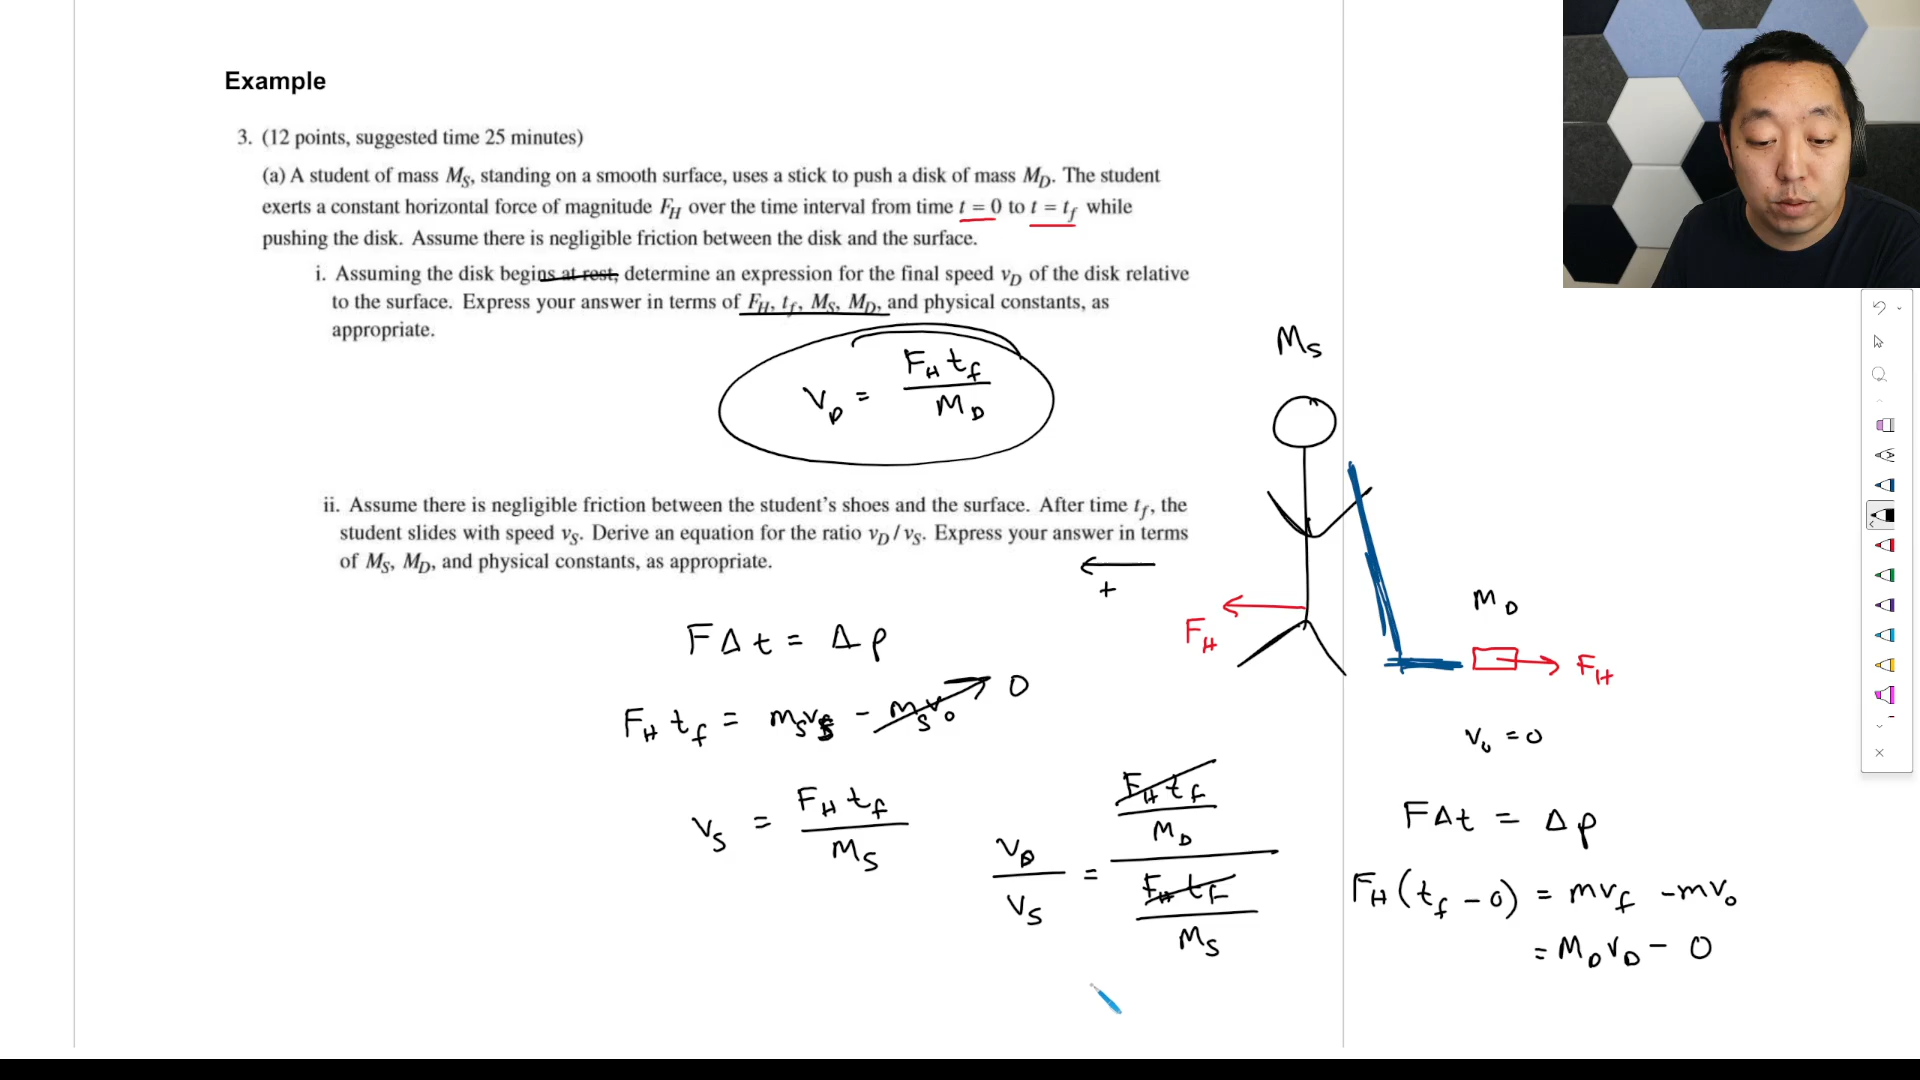 Example
3. (12 points, suggested time 25 minutes)
(a) A student of mass M_S, standing on a smooth surface, uses a stick to push a disk of mass M_D. The student
exerts a constant horizontal force of magnitude F_H over the time interval from time t = 0 to t = t_f while
pushing the disk. Assume there is negligible friction between the disk and the surface.
i. Assuming the disk begins at rest, determine an expression for the final speed v_D of the disk relative
to the surface. Express your answer in terms of F_H, t_f, M_S, M_D, and physical constants, as
appropriate.
v_D = F_H t_f / M_D
ii. Assume there is negligible friction between the student's shoes and the surface. After time t_f, the
student slides with speed v_S. Derive an equation for the ratio v_D / v_S. Express your answer in terms
of M_S, M_D, and physical constants, as appropriate.
+
F Δt = Δp
F_H t_f = m_S v_S - m_S v_0 0
v_S = F_H t_f / M_S
v_D / v_S = (F_H t_f / M_D) / (F_H t_f / M_S)
M_S
F_H
M_D
F_H
v_0 = 0
FΔt = Δp
F_H (t_f - 0) = mv_f - mv_0
= M_D v_D - 0